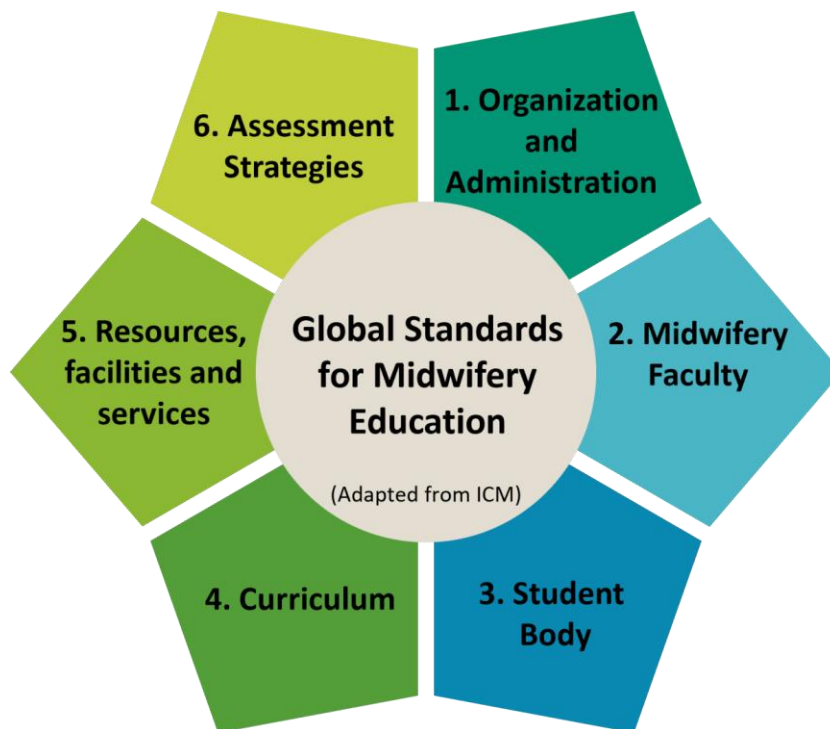 Global Standards
for Midwifery
Education
(Adapted from ICM)
1. Organization
and
Administration
2. Midwifery
Faculty
3. Student
Body
4. Curriculum
5. Resources,
facilities and
services
6. Assessment
Strategies